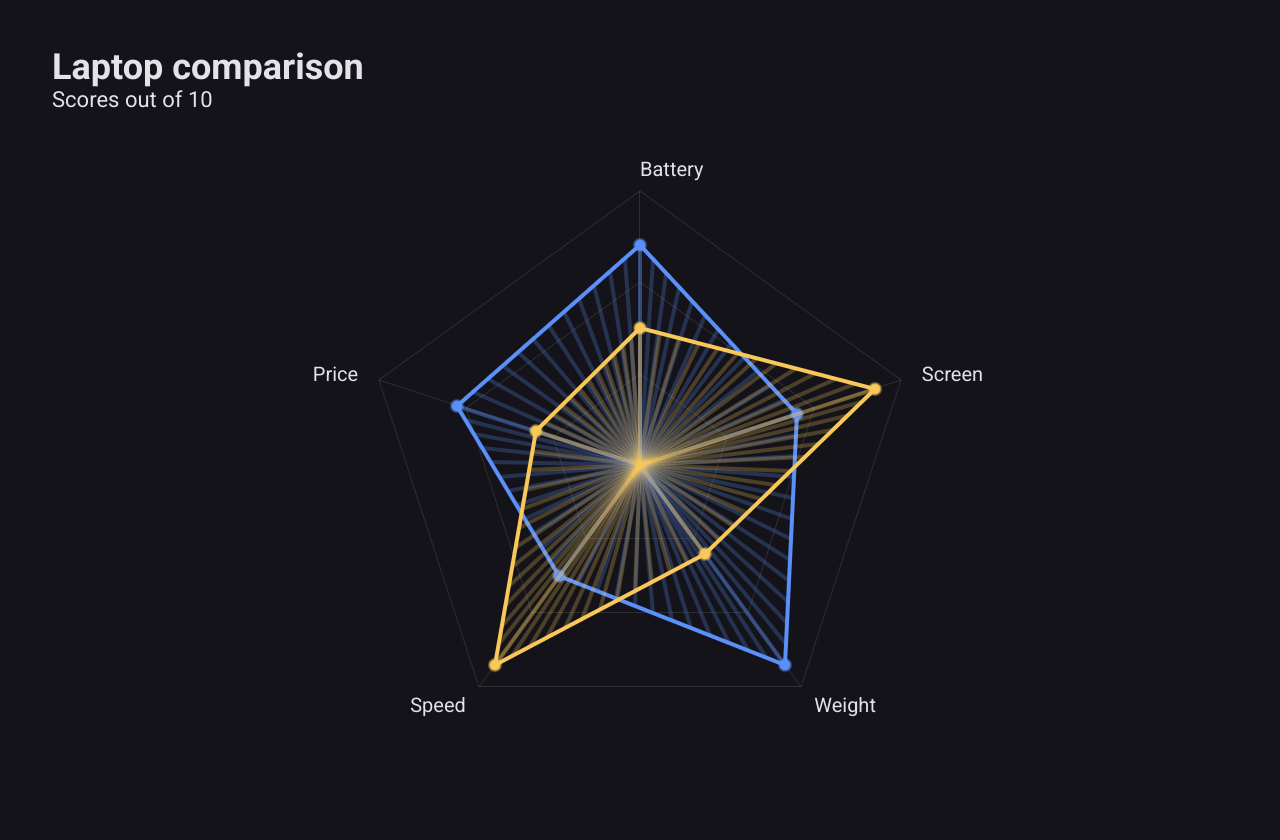 Laptop comparison
Scores out of 10
Battery
Price
Screen
Speed
Weight